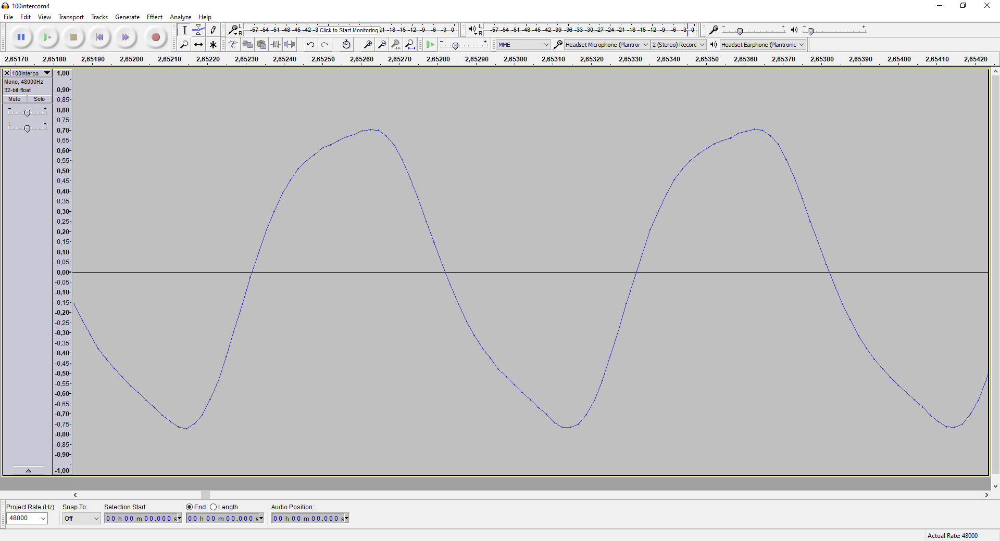 100intercom4
File Edit View Transport Tracks Generate Effect Analyze Help
L
R
-57 -54 -51 -48 -45 -42 -3 Click to Start Monitoring 21 -18 -15 -12 -9 -6 -3 0
L
R
-57 -54 -51 -48 -45 -42 -39 -36 -33 -30 -27 -24 -21 -18 -15 -12 -9 -6 -3 0
- +
- +
- +
MME
Headset Microphone (Plantror
2 (Stereo) Record
Headset Earphone (Plantronic
2,65170 2,65180 2,65190 2,65200 2,65210 2,65220 2,65230 2,65240 2,65250 2,65260 2,65270 2,65280 2,65290 2,65300 2,65310 2,65320 2,65330 2,65340 2,65350 2,65360 2,65370 2,65380 2,65390 2,65400 2,65410 2,65420
100interco
Mono, 48000Hz
32-bit float
Mute Solo
- +
L R
1,00
0,90
0,85
0,80
0,75
0,70
0,65
0,60
0,55
0,50
0,45
0,40
0,35
0,30
0,25
0,20
0,15
0,10
0,05
0,00
-0,05
-0,10
-0,15
-0,20
-0,25
-0,30
-0,35
-0,40
-0,45
-0,50
-0,55
-0,60
-0,65
-0,70
-0,75
-0,80
-0,85
-0,90
-1,00
Project Rate (Hz): Snap To: Selection Start: End Length Audio Position:
48000 Off 00 h 00 m 00.000 s 00 h 00 m 00.000 s 00 h 00 m 00.000 s
Actual Rate: 48000